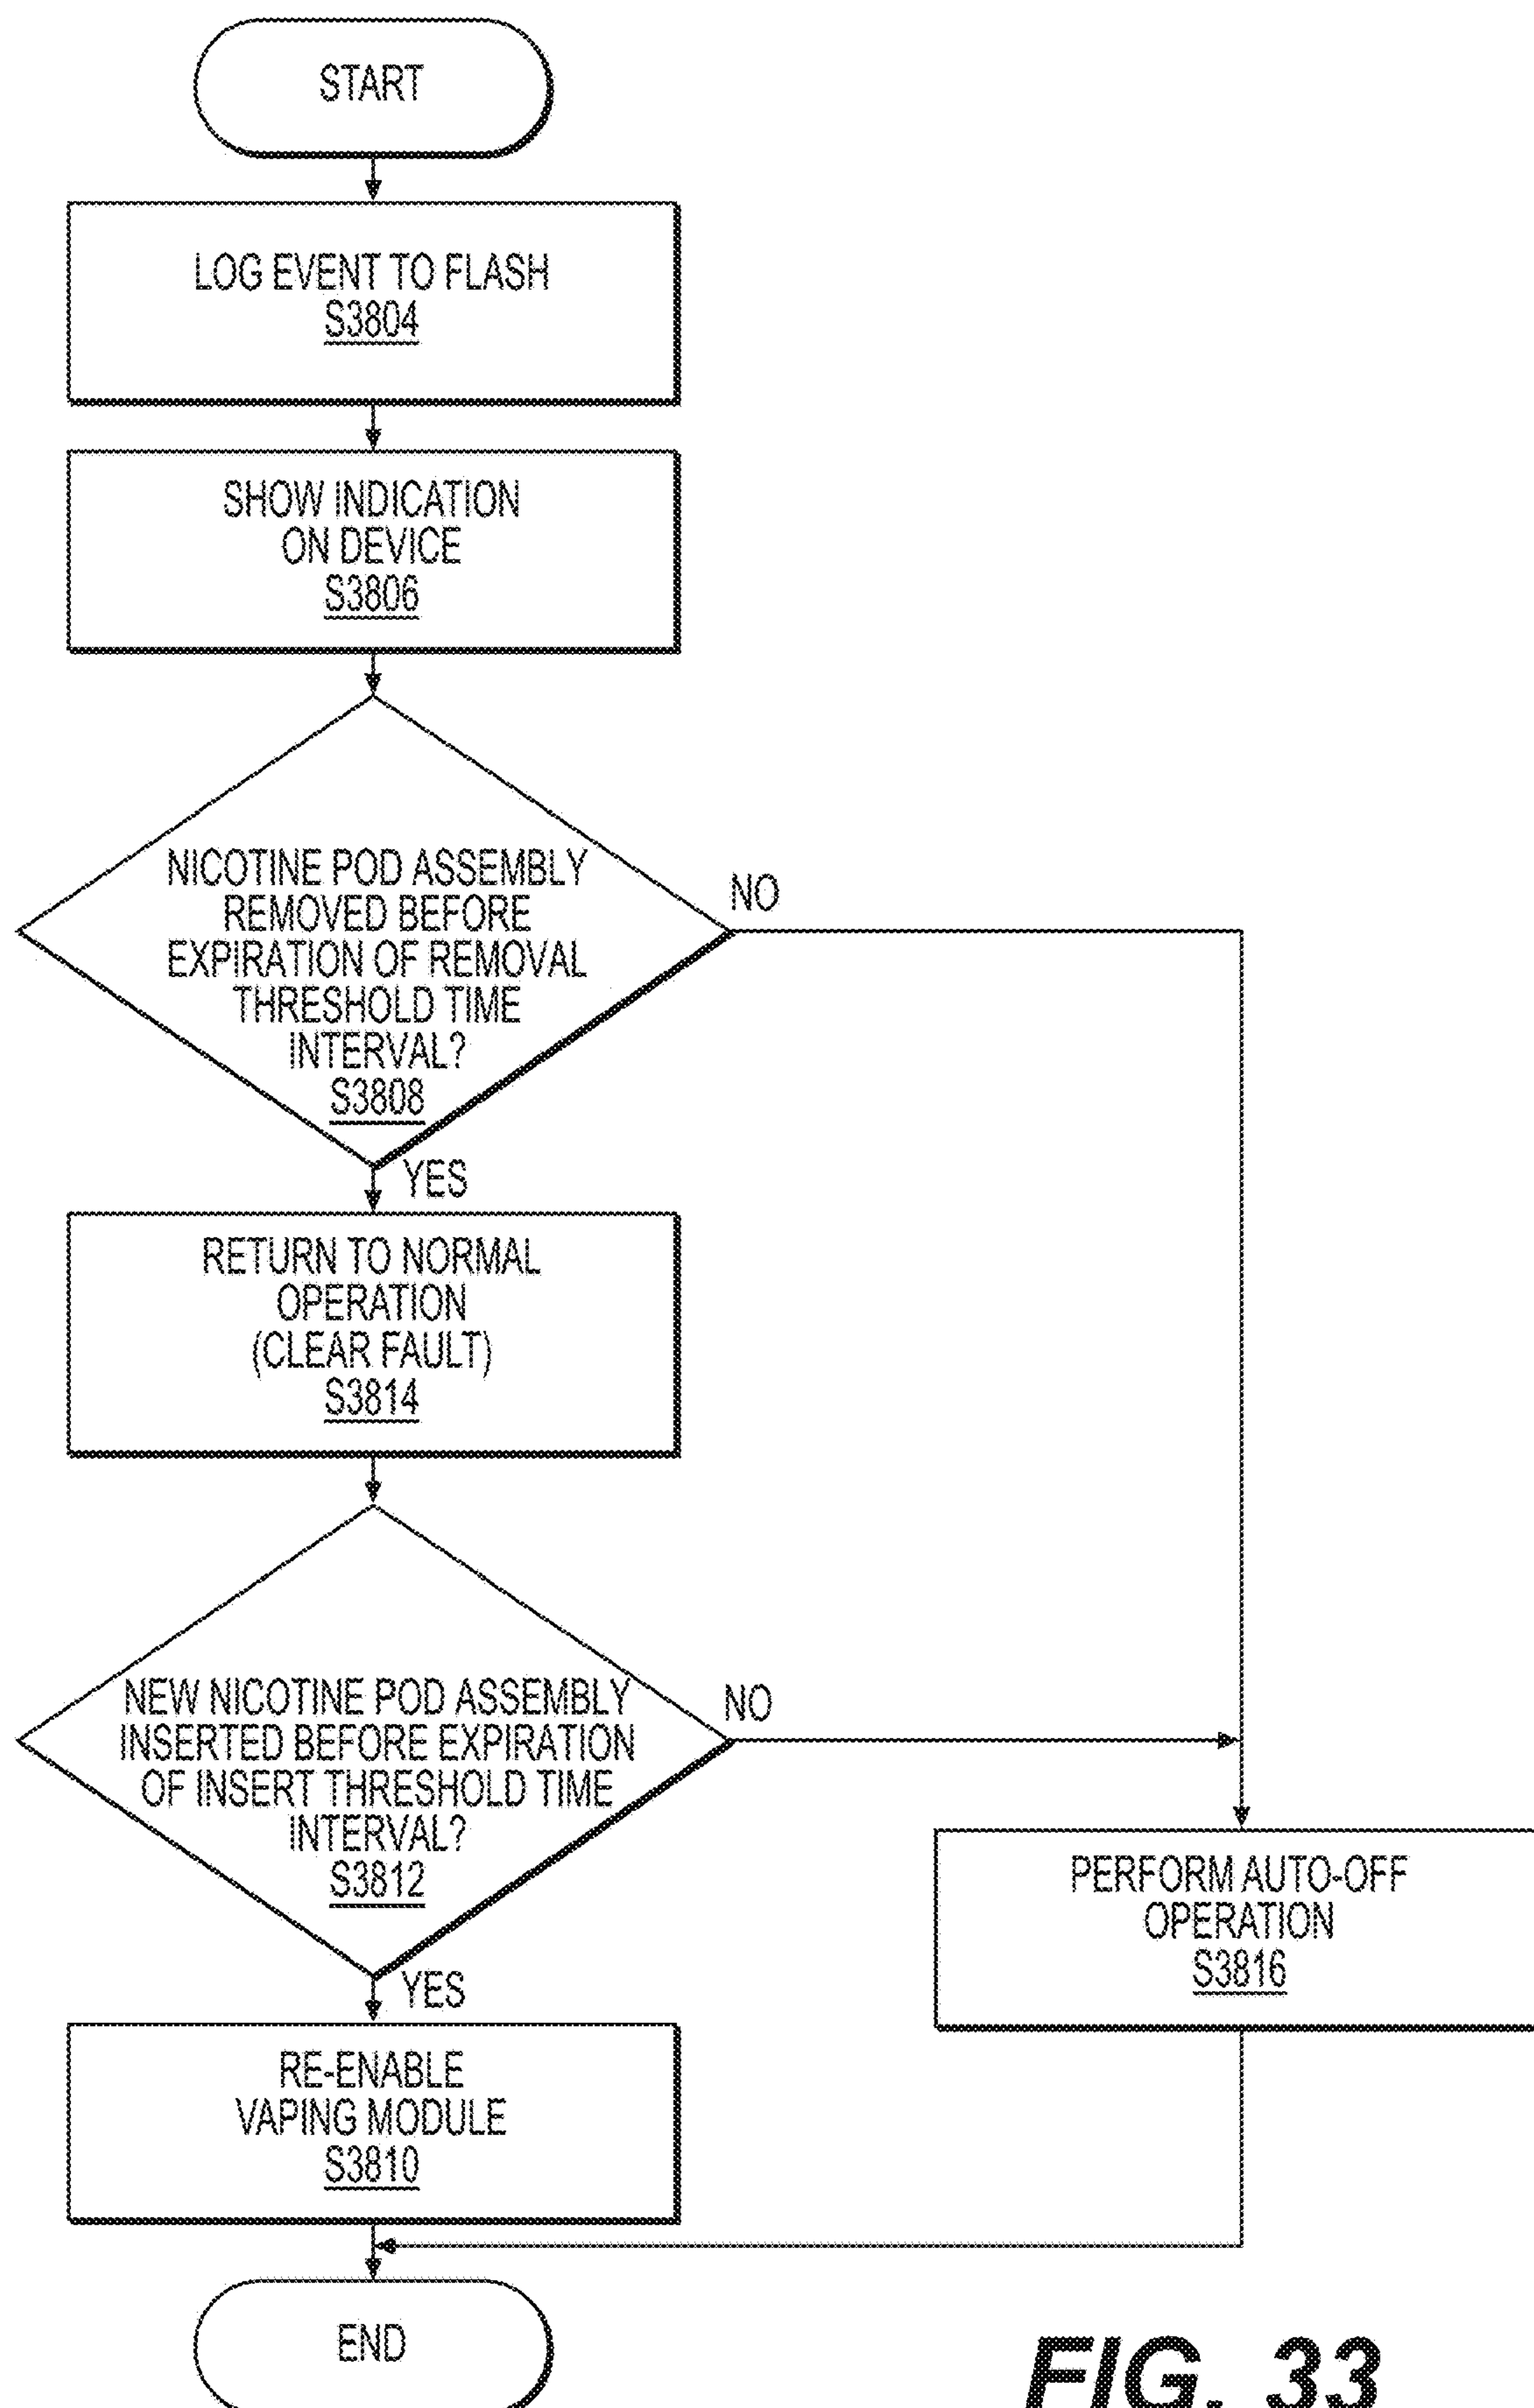 START
LOG EVENT TO FLASH
S3804
SHOW INDICATION
ON DEVICE
S3806
NICOTINE POD ASSEMBLY
REMOVED BEFORE
EXPIRATION OF REMOVAL
THRESHOLD TIME
INTERVAL?
S3808
NO
YES
RETURN TO NORMAL
OPERATION
(CLEAR FAULT)
S3814
NEW NICOTINE POD ASSEMBLY
INSERTED BEFORE EXPIRATION
OF INSERT THRESHOLD TIME
INTERVAL?
S3812
NO
YES
PERFORM AUTO-OFF
OPERATION
S3816
RE-ENABLE
VAPING MODULE
S3810
END
FIG. 33